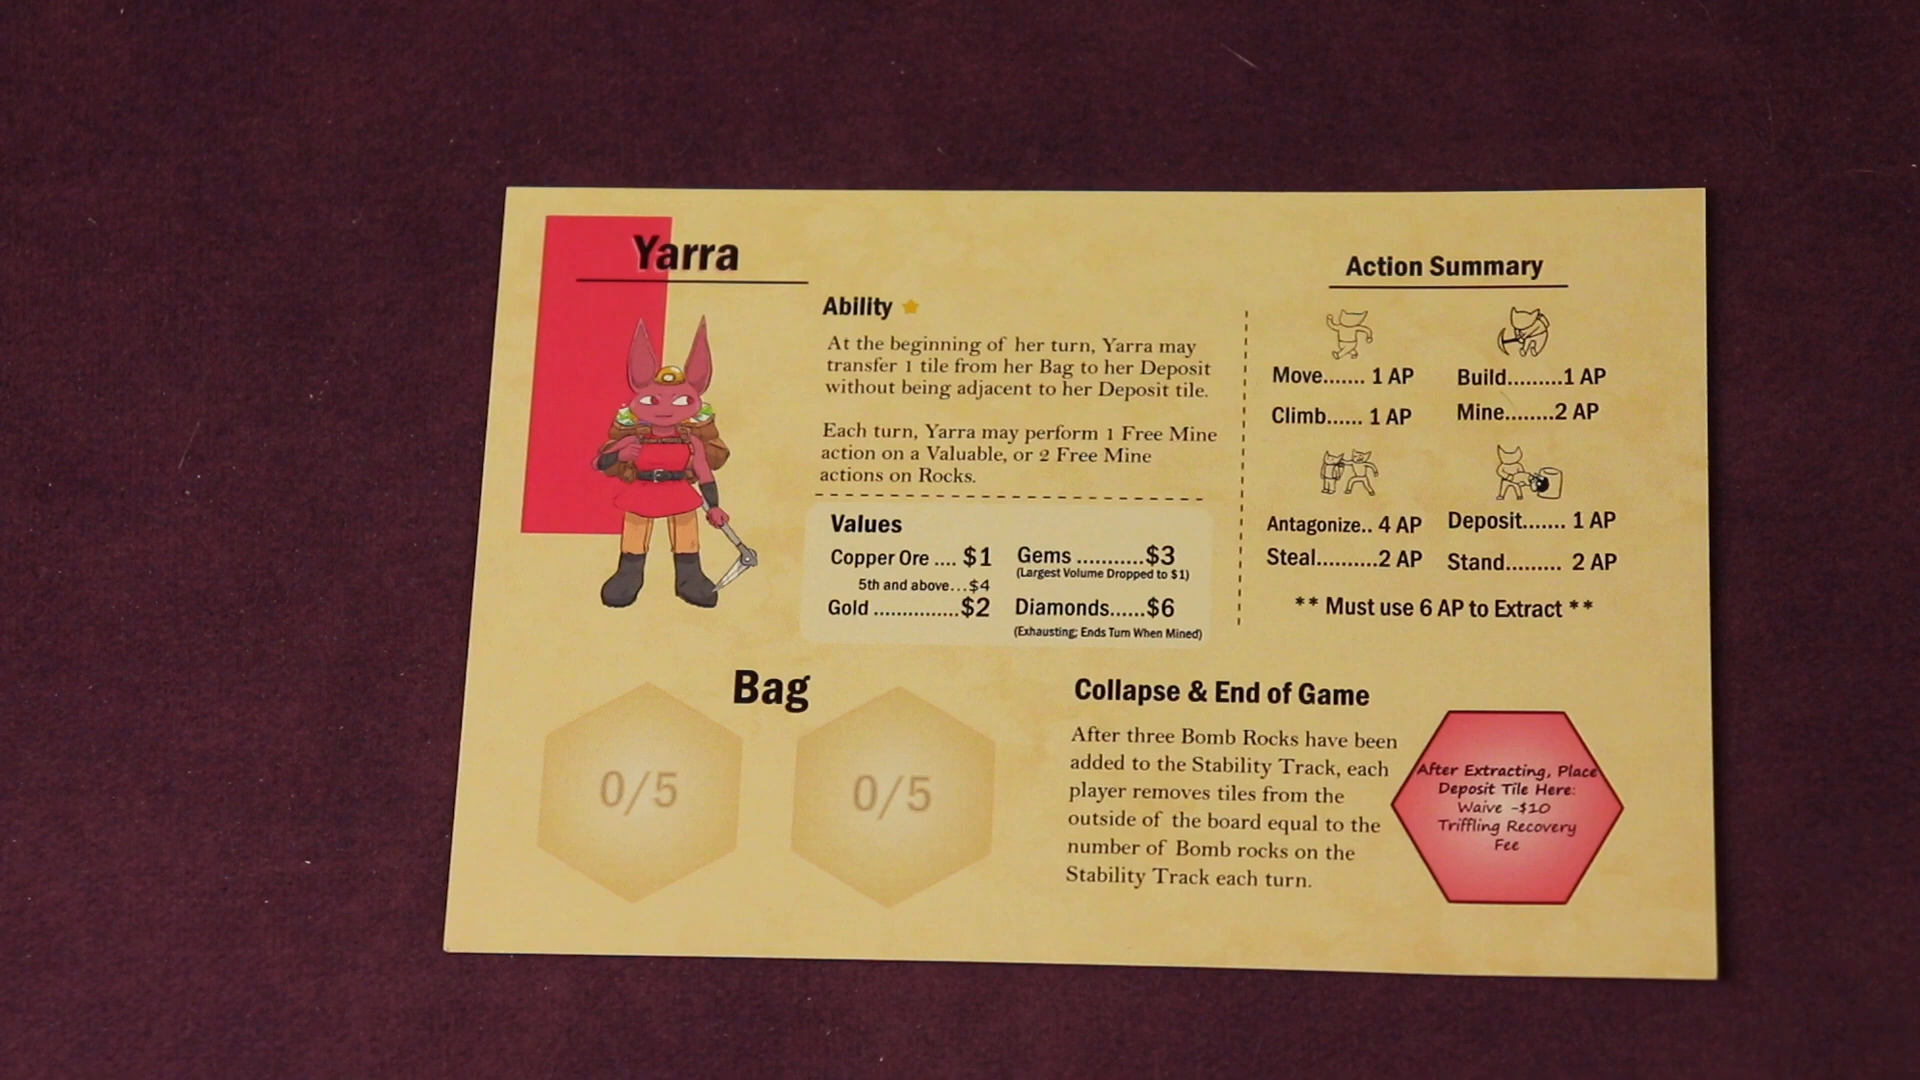 Yarra
Ability
At the beginning of her turn, Yarra may
transfer 1 tile from her Bag to her Deposit
without being adjacent to her Deposit tile.
Each turn, Yarra may perform 1 Free Mine
action on a Valuable, or 2 Free Mine
actions on Rocks.
Values
Copper Ore .... $1
5th and above...$4
Gold ..............$2
Gems ...........$3
(Largest Volume Dropped to $1)
Diamonds......$6
(Exhausting; Ends Turn When Mined)
Action Summary
Move....... 1 AP
Build.........1 AP
Climb...... 1 AP
Mine........2 AP
Antagonize.. 4 AP
Deposit....... 1 AP
Steal..........2 AP
Stand......... 2 AP
** Must use 6 AP to Extract **
Bag
0/5
0/5
Collapse & End of Game
After three Bomb Rocks have been
added to the Stability Track, each
player removes tiles from the
outside of the board equal to the
number of Bomb rocks on the
Stability Track each turn.
After Extracting, Place
Deposit Tile Here:
Waive -$10
Triffling Recovery
Fee